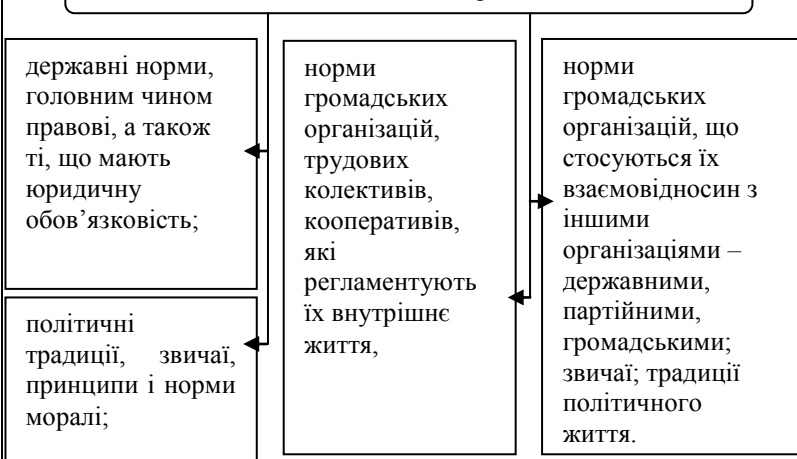 державні норми,
головним чином
правові, а також
ті, що мають
юридичну
обов’язковість;
політичні
традиції, звичаї,
принципи і норми
моралі;
норми
громадських
організацій,
трудових
колективів,
кооперативів,
які
регламентують
їх внутрішнє
життя,
норми
громадських
організацій, що
стосуються їх
взаємовідносин з
іншими
організаціями –
державними,
партійними,
громадськими;
звичаї; традиції
політичного
життя.